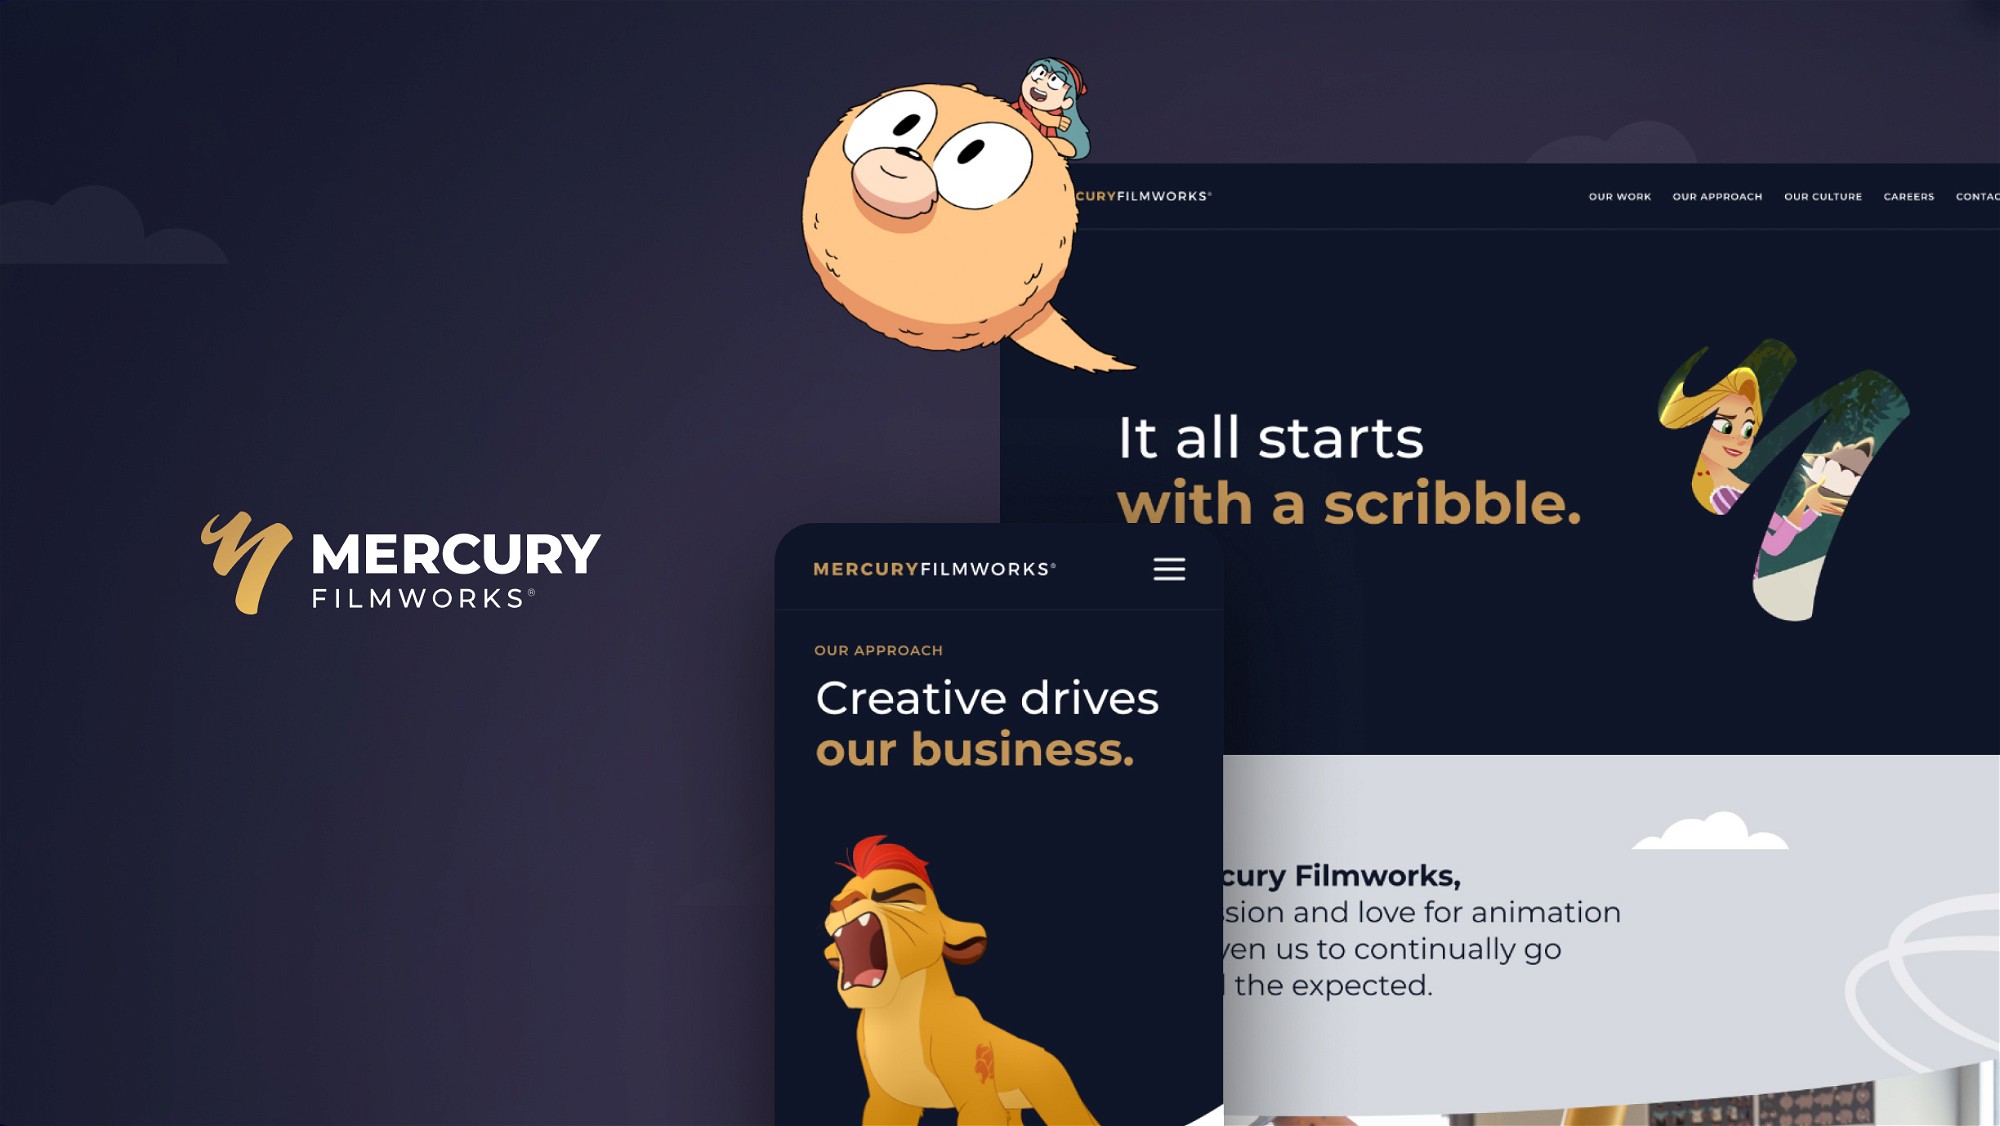 MERCURY
FILMWORKS®
CURYFILMWORKS®
OUR WORK OUR APPROACH OUR CULTURE CAREERS CONTAC
It all starts
with a scribble.
MERCURYFILMWORKS®
OUR APPROACH
Creative drives
our business.
cury Filmworks,
sion and love for animation
ven us to continually go
the expected.